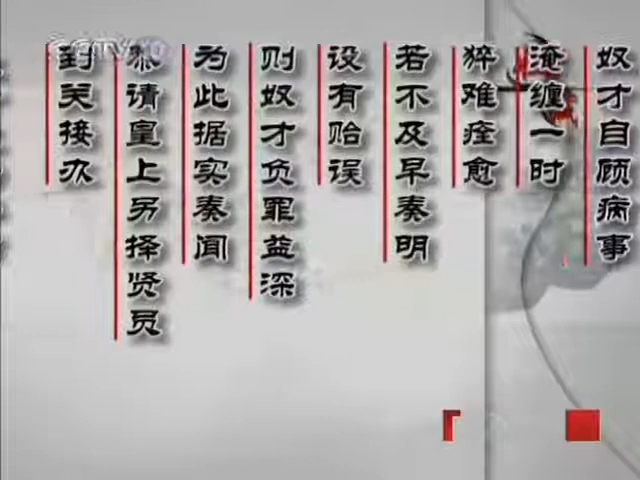 奴才自顾病事
淹缠一时
猝难痊愈
若不及早奏明
设有贻误
则奴才负罪益深
为此据实奏闻
恭请皇上另择贤员
到关接办